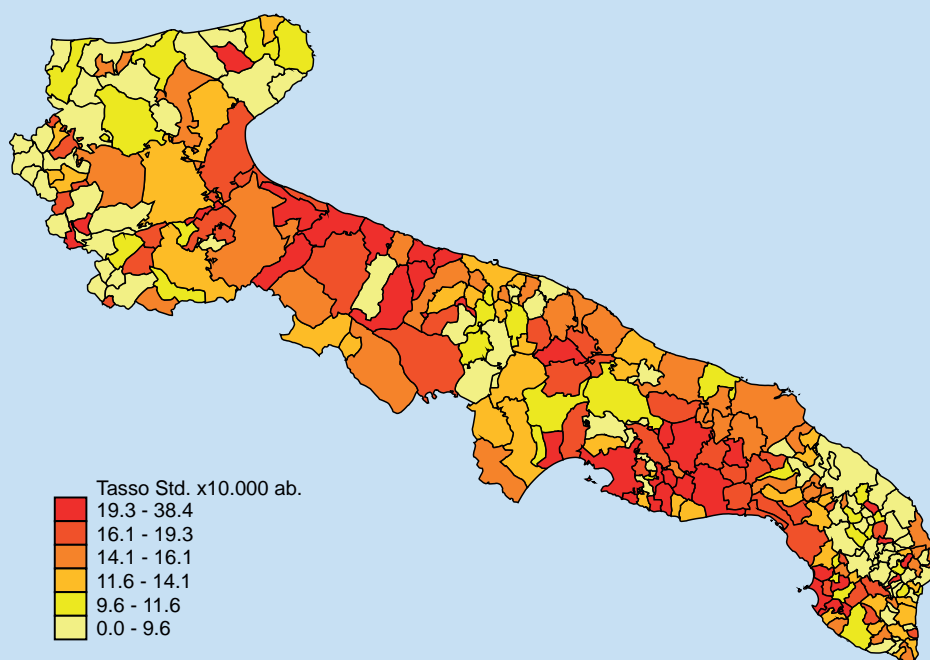 Tasso Std. x10.000 ab.
19.3 - 38.4
16.1 - 19.3
14.1 - 16.1
11.6 - 14.1
9.6 - 11.6
0.0 - 9.6